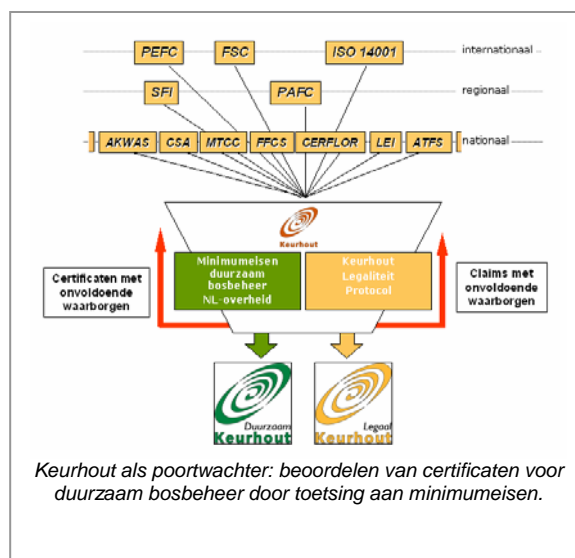 PEFC FSC ISO 14001 internationaal
SFI PAFC regionaal
AKWAS CSA MTCC FFCS CERFLOR LEI ATFS nationaal
Keurhout
Certificaten met
onvoldoende
waarborgen
Minimumeisen
duurzaam
bosbeheer
NL-overheid
Keurhout
Legaliteit
Protocol
Claims met
onvoldoende
waarborgen
Duurzaam
Keurhout
Legaal
Keurhout
Keurhout als poortwachter: beoordelen van certificaten voor
duurzaam bosbeheer door toetsing aan minimumeisen.